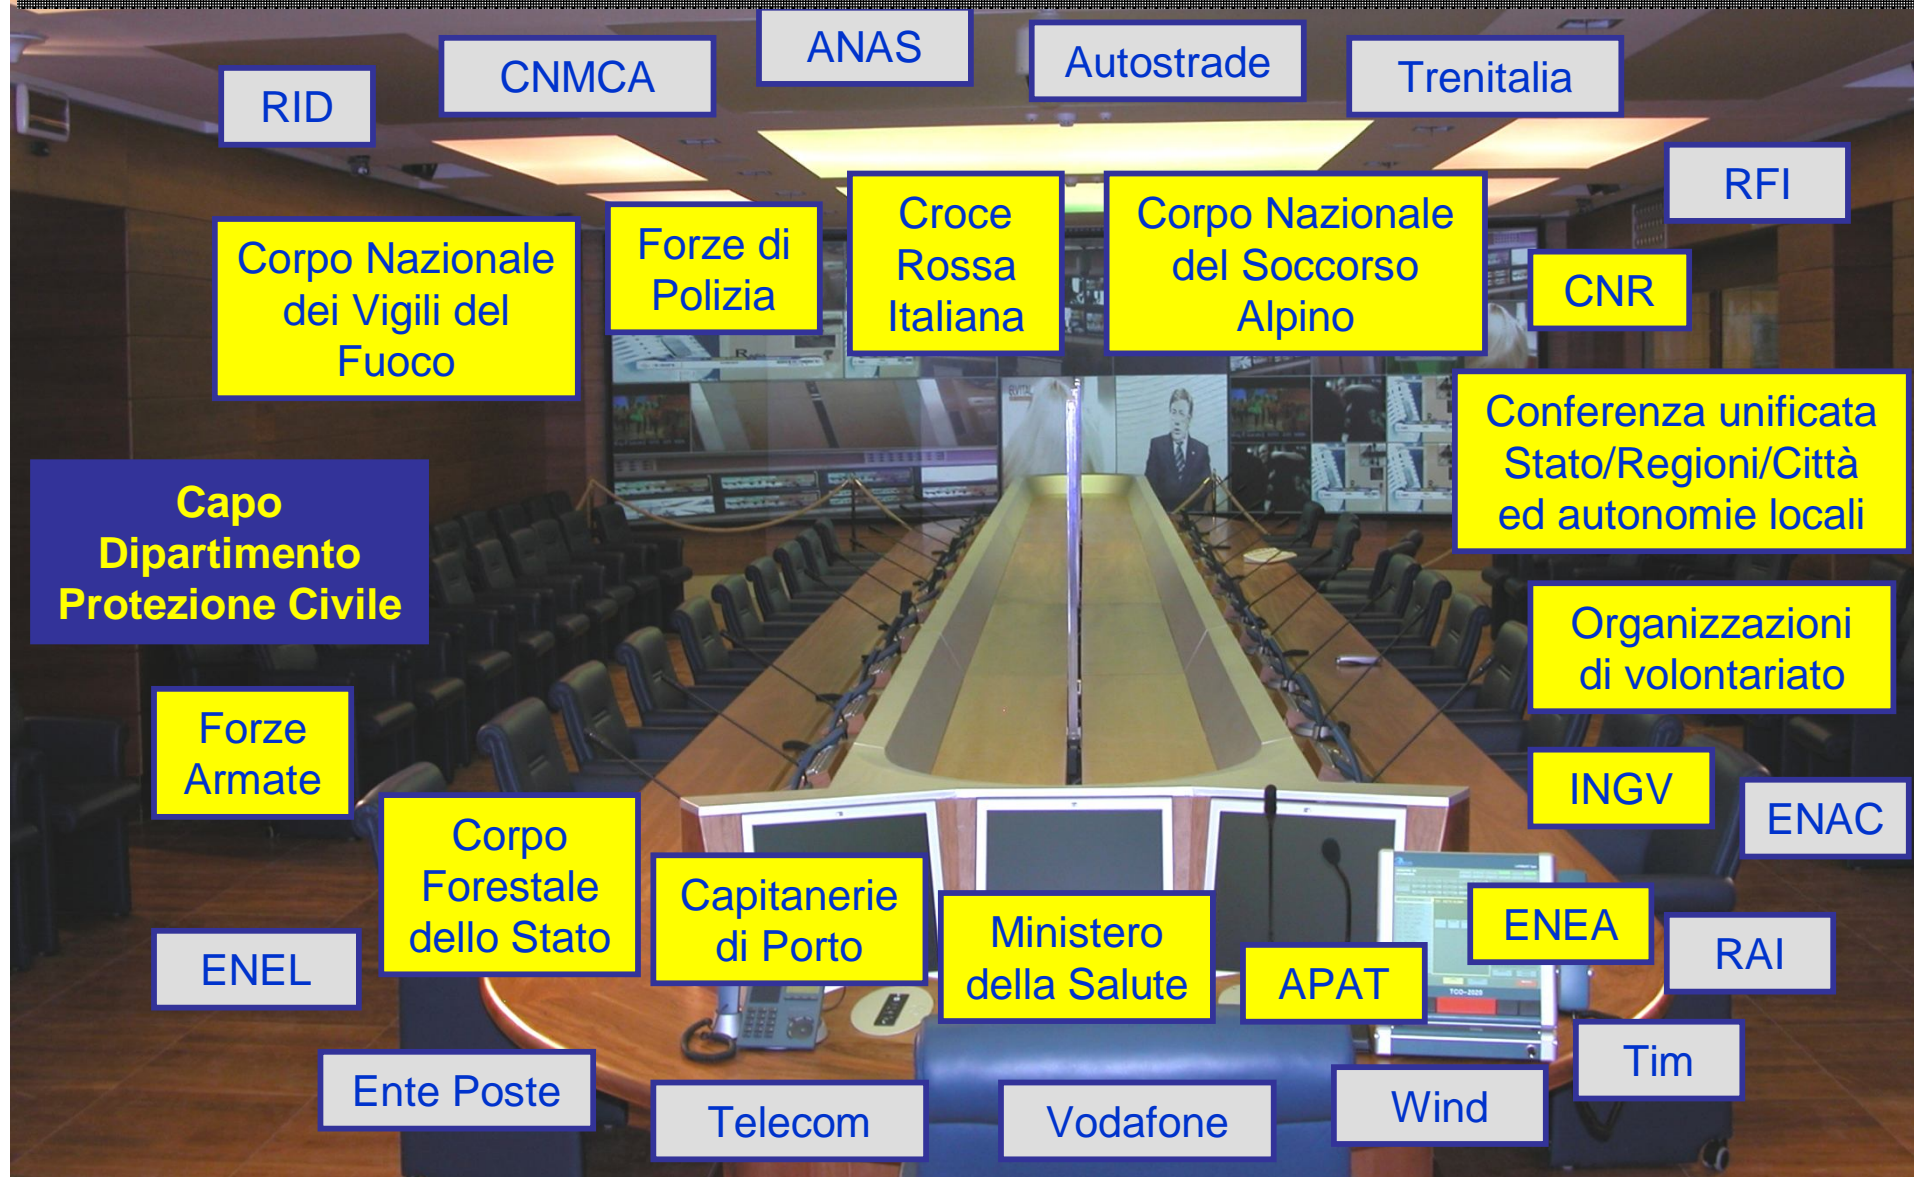 ANAS
Autostrade
CNMCA
Trenitalia
RID
RFI
Corpo Nazionale
dei Vigili del
Fuoco
Forze di
Polizia
Croce
Rossa
Italiana
Corpo Nazionale
del Soccorso
Alpino
CNR
Conferenza unificata
Stato/Regioni/Città
ed autonomie locali
Capo
Dipartimento
Protezione Civile
Organizzazioni
di volontariato
Forze
Armate
INGV
ENAC
Corpo
Forestale
dello Stato
Capitanerie
di Porto
Ministero
della Salute
APAT
ENEA
RAI
ENEL
TCO-2025
Ente Poste
Telecom
Vodafone
Wind
Tim